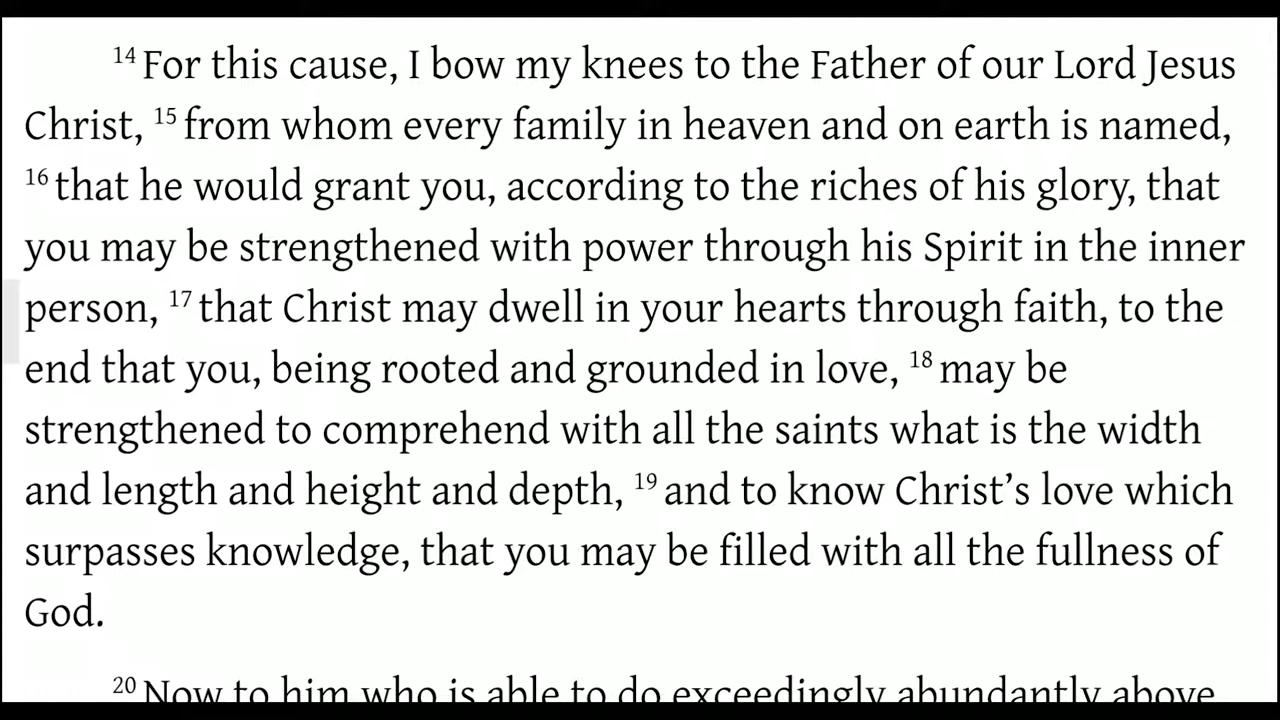 14 For this cause, I bow my knees to the Father of our Lord Jesus
Christ, 15 from whom every family in heaven and on earth is named,
16 that he would grant you, according to the riches of his glory, that
you may be strengthened with power through his Spirit in the inner
person, 17 that Christ may dwell in your hearts through faith, to the
end that you, being rooted and grounded in love, 18 may be
strengthened to comprehend with all the saints what is the width
and length and height and depth, 19 and to know Christ’s love which
surpasses knowledge, that you may be filled with all the fullness of
God.
20 Now to him who is able to do exceedingly abundantly above